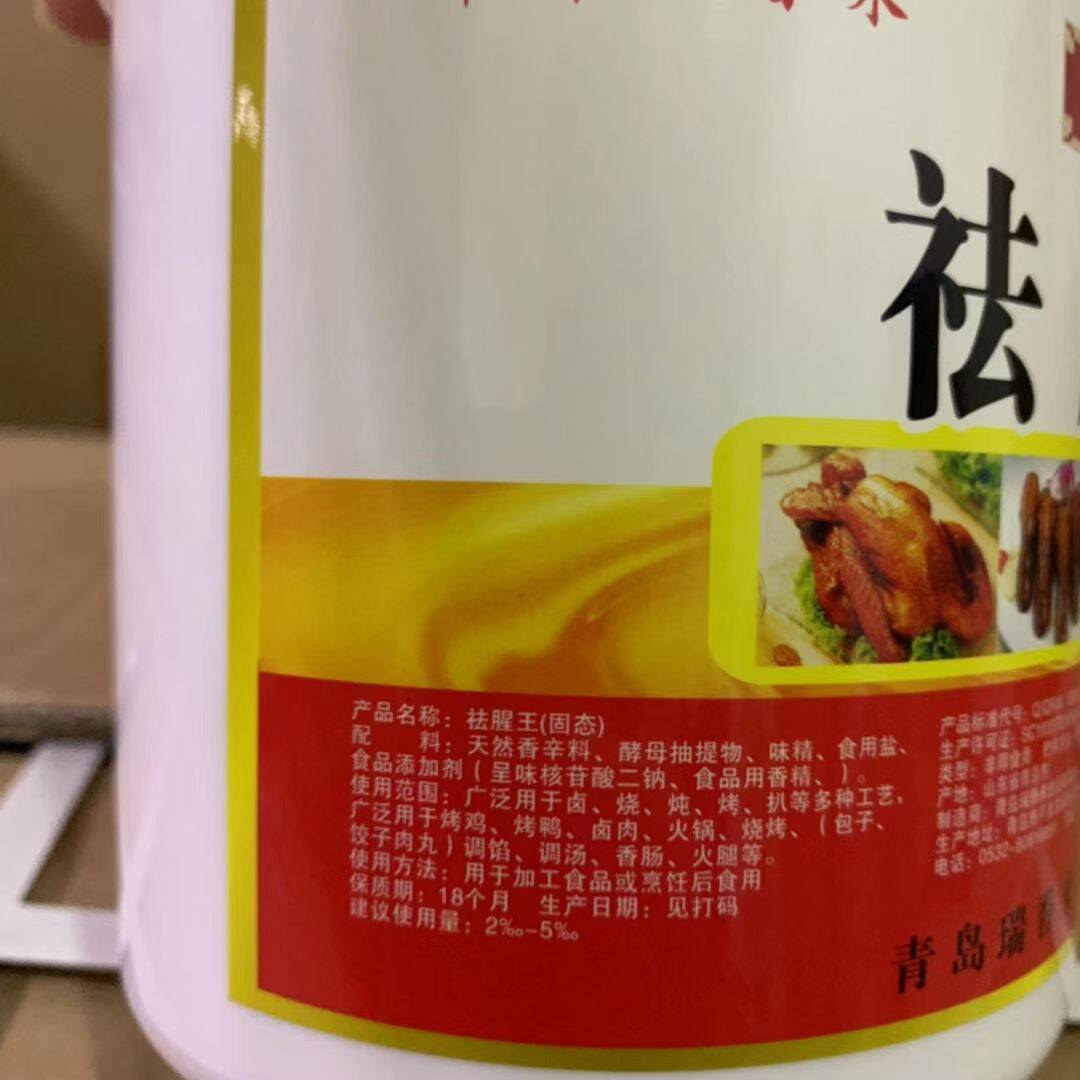 祛
产品名称：祛腥王(固态)
配 料：天然香辛料、酵母抽提物、味精、食用盐、
食品添加剂（呈味核苷酸二钠、食品用香精、）。
使用范围：广泛用于卤、烧、炖、烤、扒等多种工艺，
广泛用于烤鸡、烤鸭、卤肉、火锅、烧烤、（包子、
饺子肉丸）调馅、调汤、香肠、火腿等。
使用方法：用于加工食品或烹饪后食用
保质期：18个月 生产日期：见打码
建议使用量：2‰-5‰
产品标准代号：
生产许可证：SC
类型：
产地：山东
制造商：青岛
生产地址：青岛
电话：0532-
青岛瑞